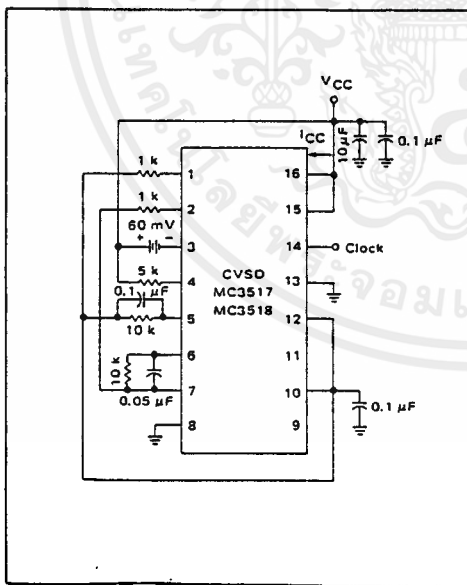 VCC
ICC
10 µF
0.1 µF
1 k
1
16
1 k
2
15
60 mV
+ -
3
14
Clock
5 k
4
13
CVSD
MC3517
MC3518
0.1 µF
10 k
5
12
6
11
10 k
7
10
0.05 µF
0.1 µF
8
9